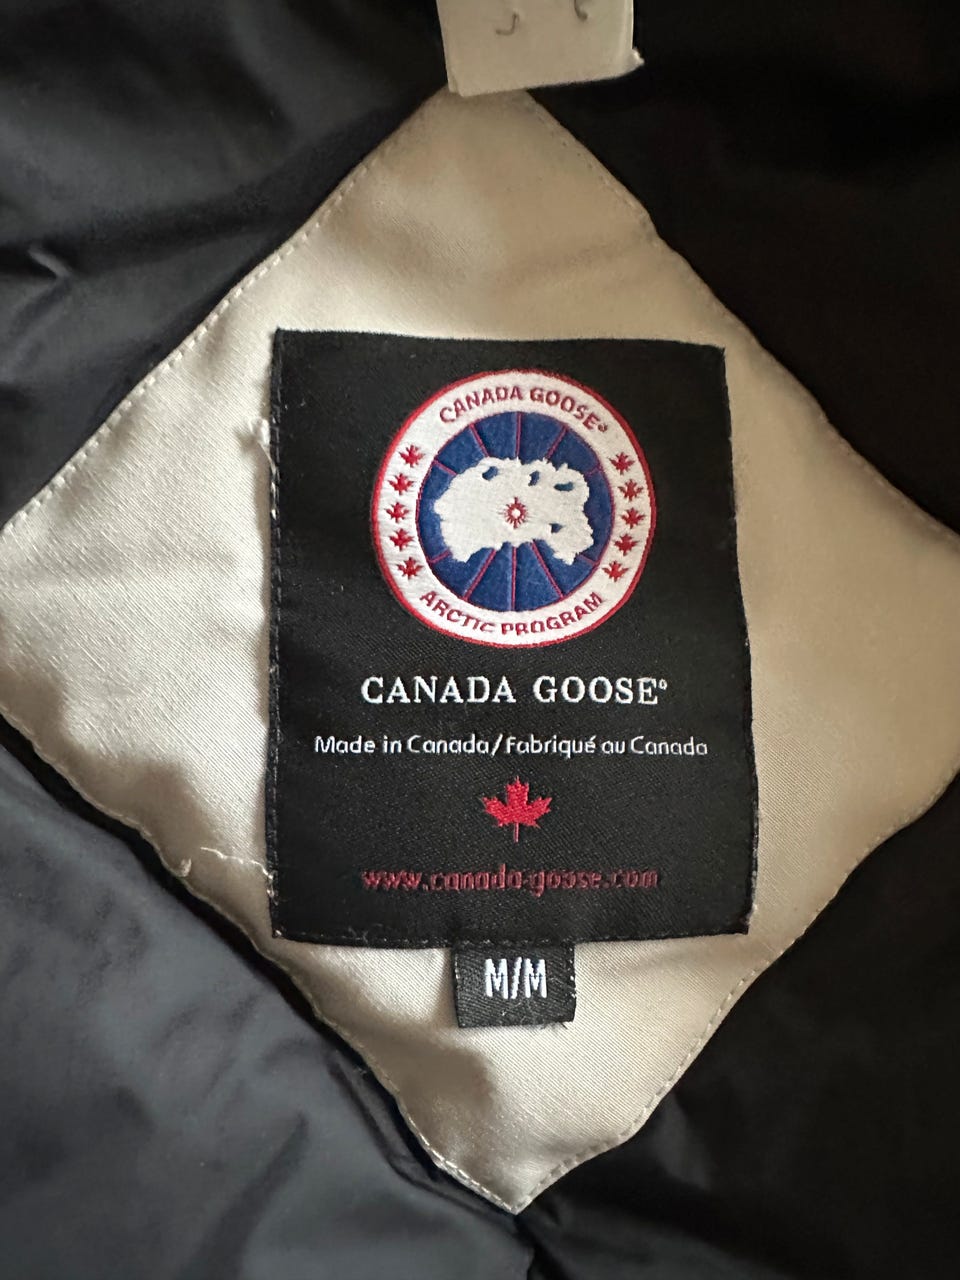 CANADA GOOSE®
ARCTIC PROGRAM
CANADA GOOSE®
Made in Canada/Fabriqué au Canada
www.canada-goose.com
M/M